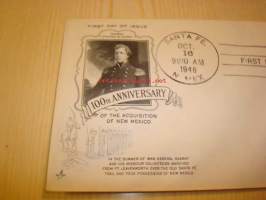 FIRST DAY OF ISSUE
SANTA FE
OCT.
16
9:00 AM
1946
N. MEX.
FIRST
100th ANNIVERSARY
OF THE ACQUISITION
OF NEW MEXICO
IN THE SUMMER OF 1846 GENERAL KEARNY
AND HIS MISSOURI VOLUNTEERS MARCHED
FROM FT. LEAVENWORTH OVER THE OLD SANTA FE
TRAIL AND TOOK POSSESSION OF NEW MEXICO